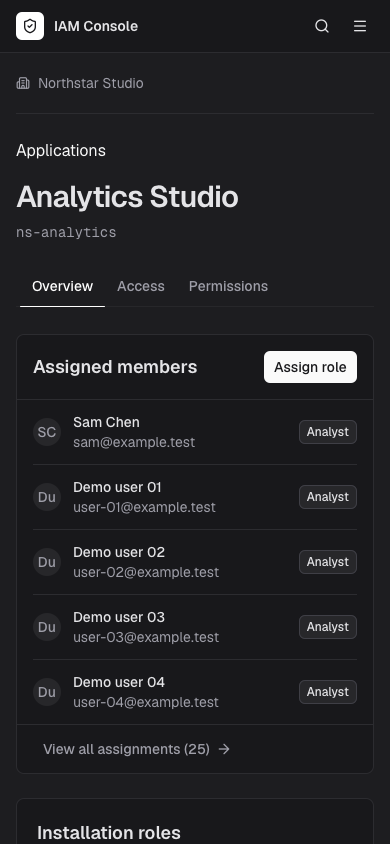 IAM Console
Northstar Studio
Applications
Analytics Studio
ns-analytics
Overview Access Permissions
Assigned members Assign role
SC Sam Chen
sam@example.test Analyst
Du Demo user 01
user-01@example.test Analyst
Du Demo user 02
user-02@example.test Analyst
Du Demo user 03
user-03@example.test Analyst
Du Demo user 04
user-04@example.test Analyst
View all assignments (25)
Installation roles